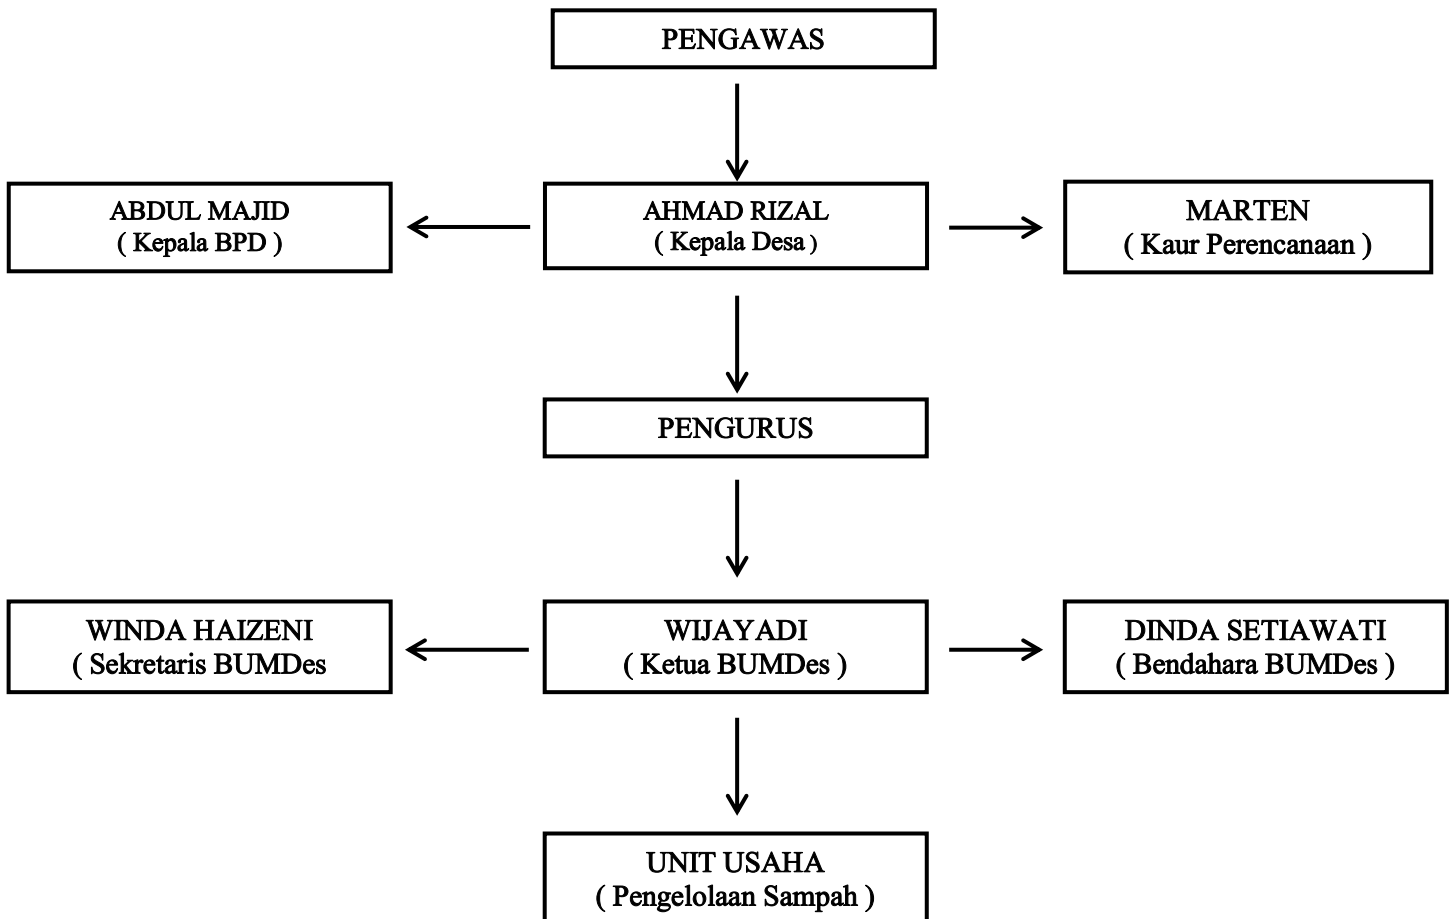 PENGAWAS
ABDUL MAJID
( Kepala BPD )
AHMAD RIZAL
( Kepala Desa )
MARTEN
( Kaur Perencanaan )
PENGURUS
WINDA HAIZENI
( Sekretaris BUMDes
WIJAYADI
( Ketua BUMDes )
DINDA SETIAWATI
( Bendahara BUMDes )
UNIT USAHA
( Pengelolaan Sampah )